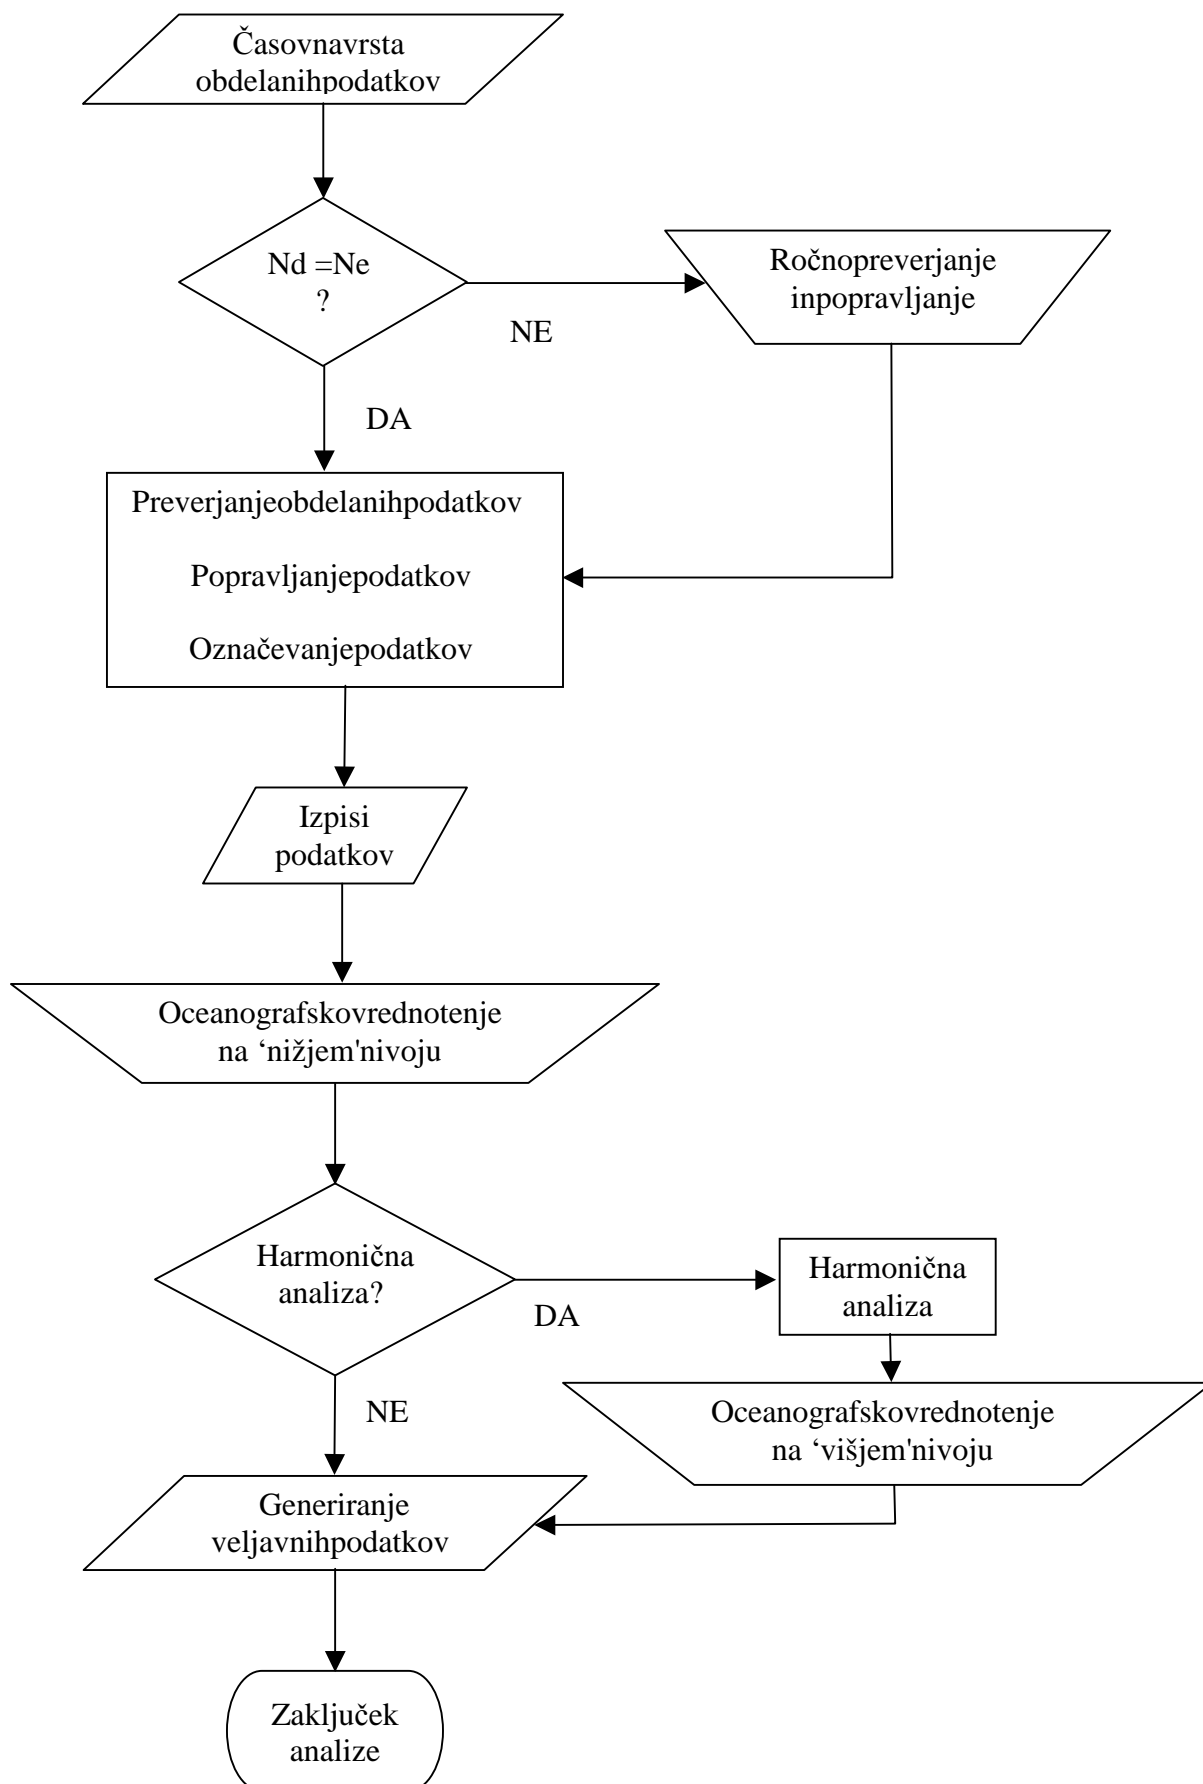 Časovnavrsta
obdelanihpodatkov
Nd =Ne
?
NE
Ročnopreverjanje
inpopravljanje
DA
Preverjanjeobdelanihpodatkov
Popravljanjepodatkov
Označevanjepodatkov
Izpisi
podatkov
Oceanografskovrednotenje
na ‘nižjem'nivoju
Harmonična
analiza?
DA
Harmonična
analiza
NE
Oceanografskovrednotenje
na ‘višjem'nivoju
Generiranje
veljavnihpodatkov
Zaključek
analize